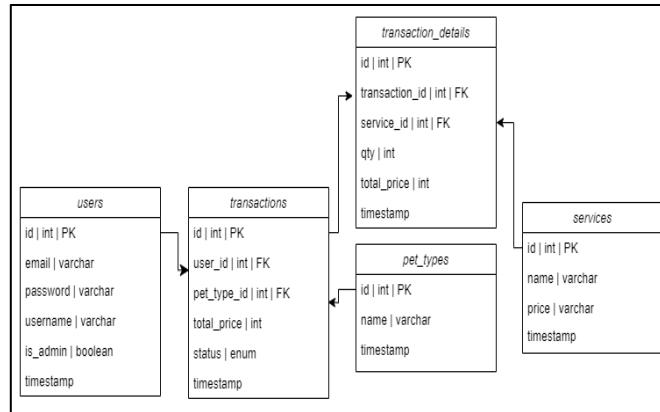 transaction_details
id | int | PK
transaction_id | int | FK
service_id | int | FK
qty | int
total_price | int
timestamp
users
id | int | PK
email | varchar
password | varchar
username | varchar
is_admin | boolean
timestamp
transactions
id | int | PK
user_id | int | FK
pet_type_id | int | FK
total_price | int
status | enum
timestamp
pet_types
id | int | PK
name | varchar
timestamp
services
id | int | PK
name | varchar
price | varchar
timestamp